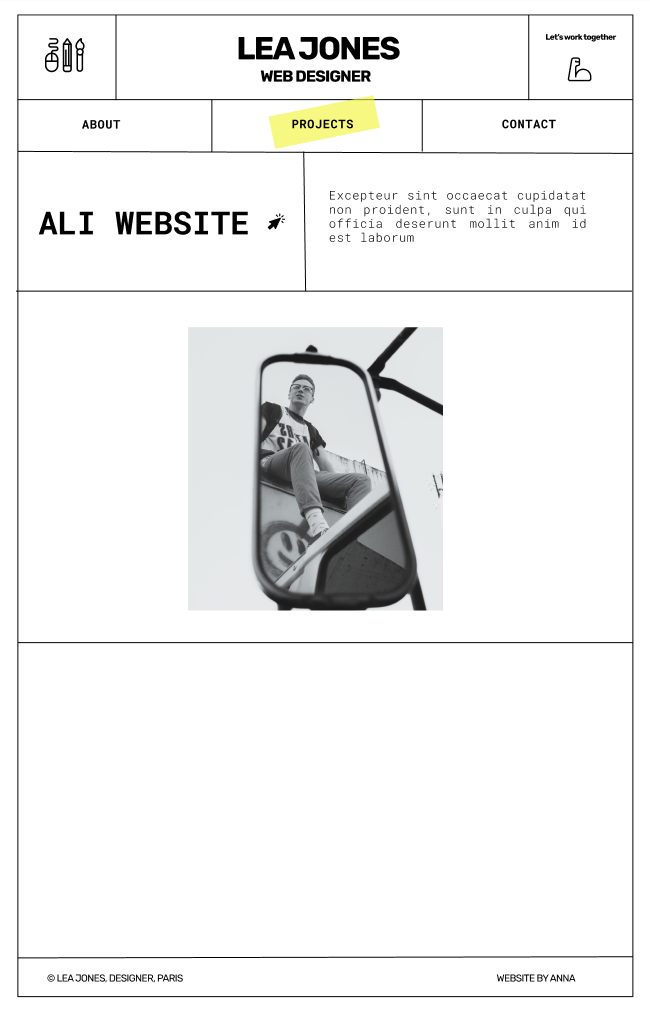 LEA JONES
WEB DESIGNER
Let's work together
ABOUT
PROJECTS
CONTACT
ALI WEBSITE
Excepteur sint occaecat cupidatat
non proident, sunt in culpa qui
officia deserunt mollit anim id
est laborum
© LEA JONES, DESIGNER, PARIS
WEBSITE BY ANNA